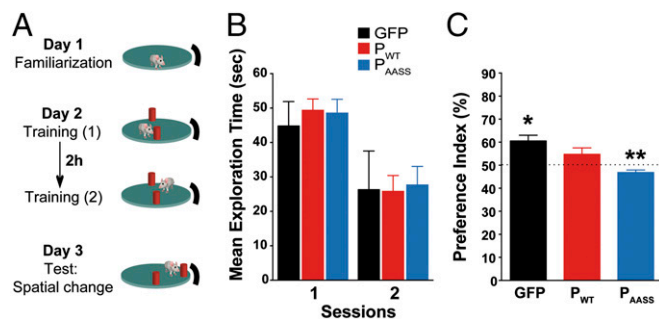 A
Day 1
Familiarization
Day 2
Training (1)
2h
Training (2)
Day 3
Test:
Spatial change
B
GFP
PWT
PAASS
Mean Exploration Time (sec)
60
50
40
30
20
10
0
1 2
Sessions
C
Preference Index (%)
90
80
70
60
50
40
30
20
10
0
*
**
GFP PWT PAASS